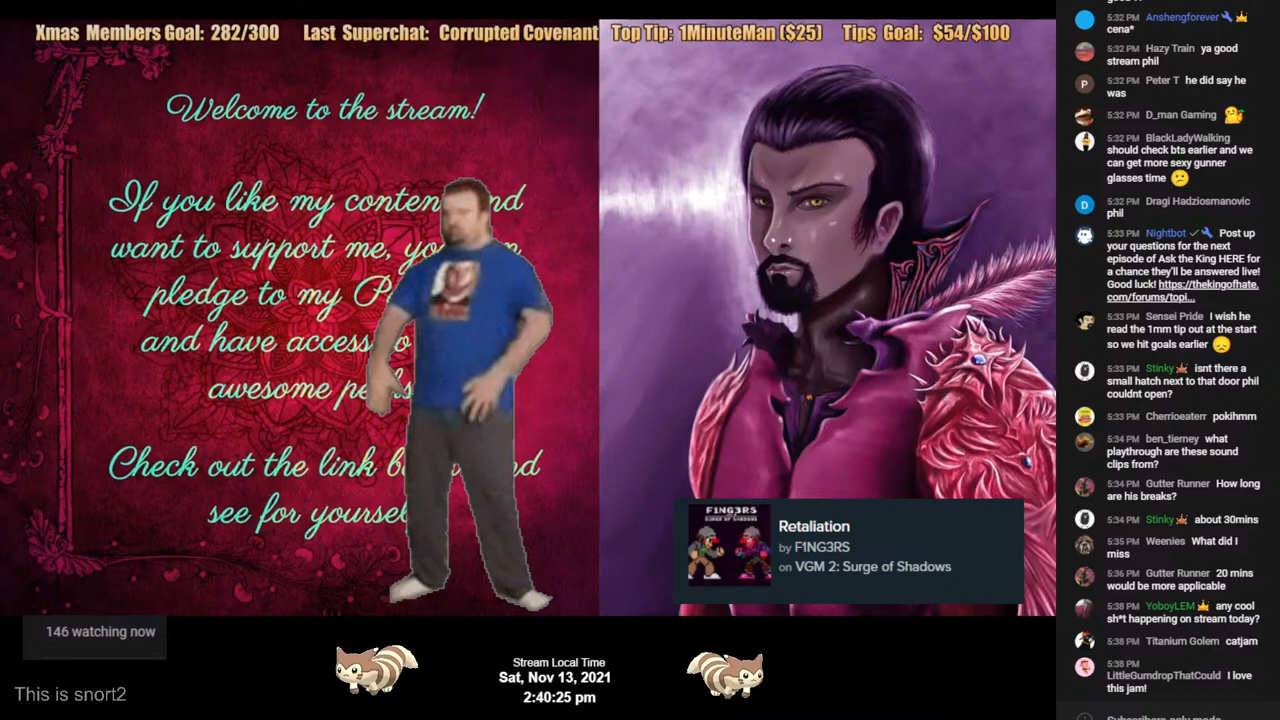 Xmas Members Goal: 282/300 Last Superchat: Corrupted Covenant Top Tip: 1MinuteMan ($25) Tips Goal: $54/$100
Welcome to the stream!
If you like my conten nd
want to support me, yo
pledge to my P
and have access o
awesome pe ks
Check out the link b nd
see for yoursel
F1NG3RS
SURGE OF SHADOWS
Retaliation
by F1NG3RS
on VGM 2: Surge of Shadows
146 watching now
This is snort2
Stream Local Time
Sat, Nov 13, 2021
2:40:25 pm
5:32 PM Anshengforever
cena*
5:32 PM Hazy Train ya good
stream phil
P
5:32 PM Peter T he did say he
was
5:32 PM D_man Gaming
5:32 PM
BlackLadyWalking
should check bts earlier and we
can get more sexy gunner
glasses time
D
5:32 PM Dragi Hadziosmanovic
phil
5:33 PM Nightbot Post up
your questions for the next
episode of Ask the King HERE for
a chance they'll be answered live!
Good luck! https://thekingofhate.
com/forums/topi...
5:33 PM Sensei Pride I wish he
read the 1mm tip out at the start
so we hit goals earlier
5:33 PM Stinky isnt there a
small hatch next to that door phil
couldnt open?
5:33 PM Cherrioeaterr pokihmm
5:34 PM ben_tierney what
playthrough are these sound
clips from?
5:34 PM Gutter Runner How long
are his breaks?
5:34 PM Stinky about 30mins
5:35 PM Weenies What did I
miss
5:36 PM Gutter Runner 20 mins
would be more applicable
5:38 PM YoboyLEM any cool
sh*t happening on stream today?
5:38 PM Titanium Golem catjam
5:38 PM
LittleGumdropThatCould I love
this jam!